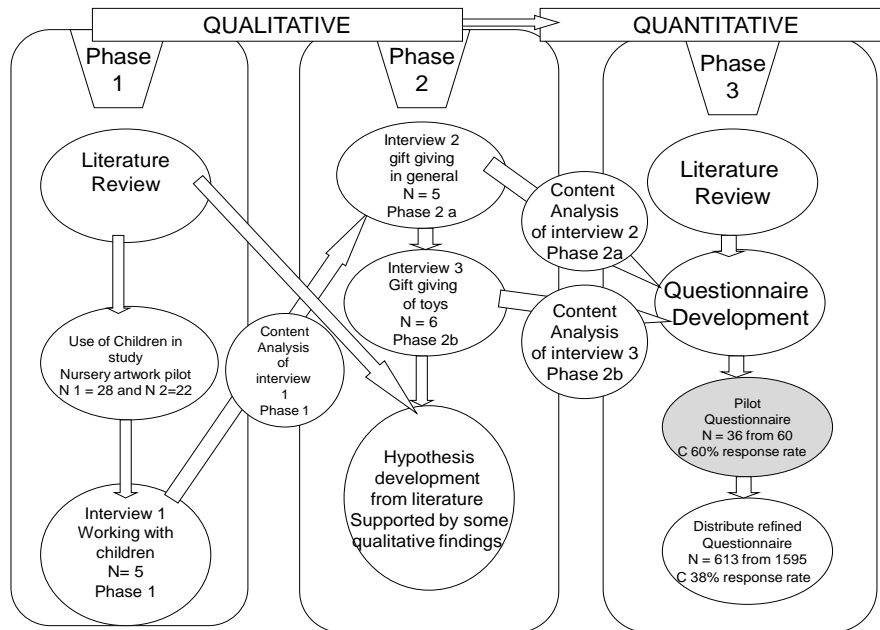 QUALITATIVE
QUANTITATIVE
Phase
1
Literature
Review
Use of Children in
study
Nursery artwork pilot
N 1 = 28 and N 2=22
Interview 1
Working with
children
N= 5
Phase 1
Content
Analysis
of
interview
1
Phase 1
Phase
2
Interview 2
gift giving
in general
N = 5
Phase 2 a
Interview 3
Gift giving
of toys
N = 6
Phase 2b
Hypothesis
development
from literature
Supported by some
qualitative findings
Content
Analysis
of interview 2
Phase 2a
Content
Analysis
of interview 3
Phase 2b
Phase
3
Literature
Review
Questionnaire
Development
Pilot
Questionnaire
N = 36 from 60
C 60% response rate
Distribute refined
Questionnaire
N = 613 from 1595
C 38% response rate